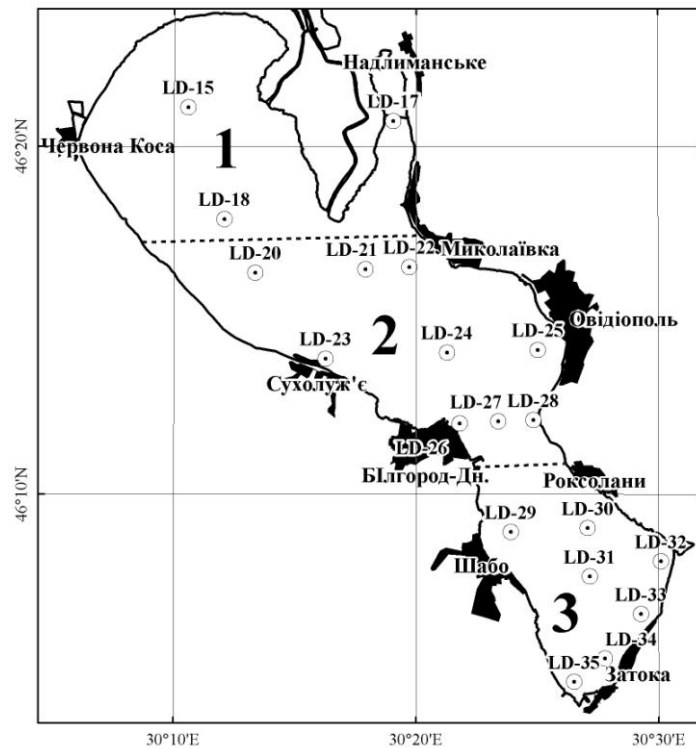 Надлиманське
LD-15
LD-17
46°20'N
Червона Коса
1
LD-18
LD-20
LD-21
LD-22
Миколаївка
Овідіополь
LD-23
2
LD-24
LD-25
Сухолуж'є
LD-27
LD-28
LD-26
БІлгород-Дн.
Роксолани
46°10'N
LD-29
LD-30
LD-32
Шабо
LD-31
3
LD-33
LD-34
LD-35
Затока
30°10'E
30°20'E
30°30'E